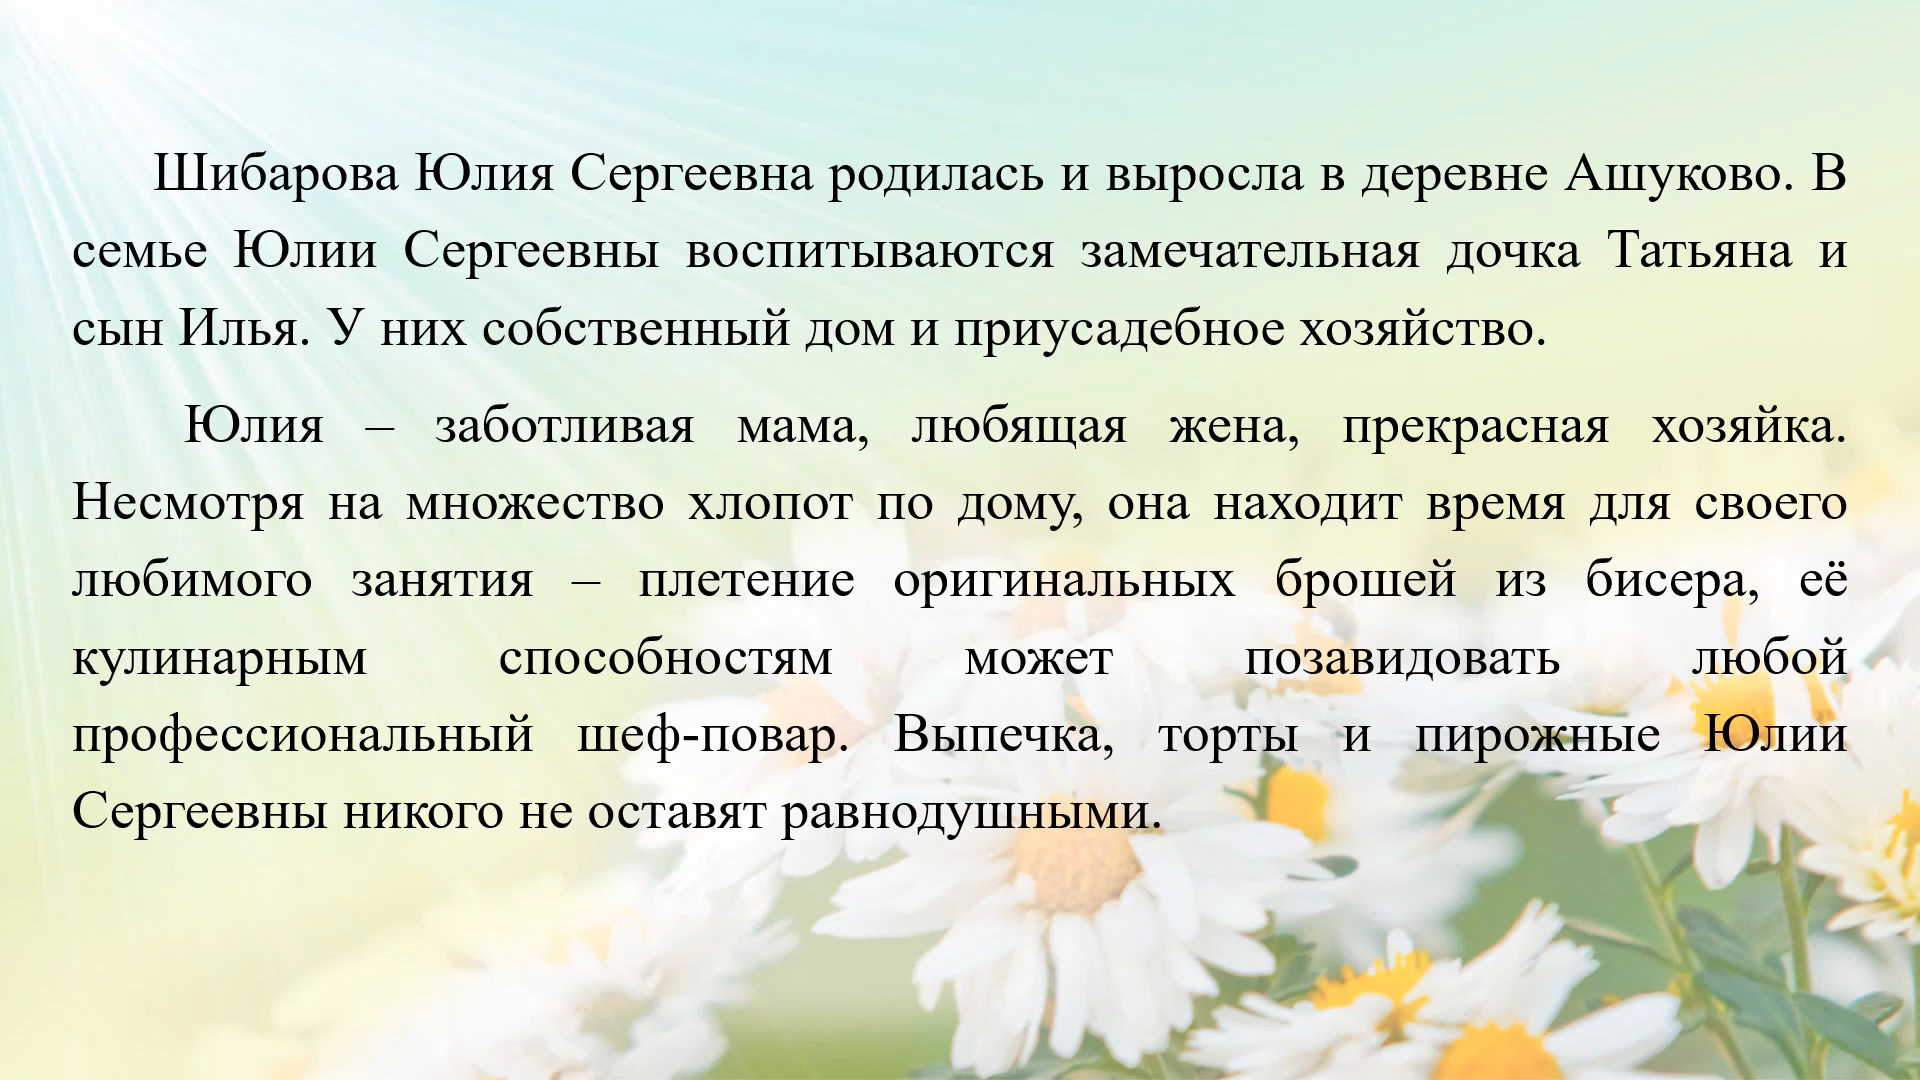 Шибарова Юлия Сергеевна родилась и выросла в деревне Ашуково. В
семье Юлии Сергеевны воспитываются замечательная дочка Татьяна и
сын Илья. У них собственный дом и приусадебное хозяйство.
Юлия – заботливая мама, любящая жена, прекрасная хозяйка.
Несмотря на множество хлопот по дому, она находит время для своего
любимого занятия – плетение оригинальных брошей из бисера, её
кулинарным способностям может позавидовать любой
профессиональный шеф-повар. Выпечка, торты и пирожные Юлии
Сергеевны никого не оставят равнодушными.